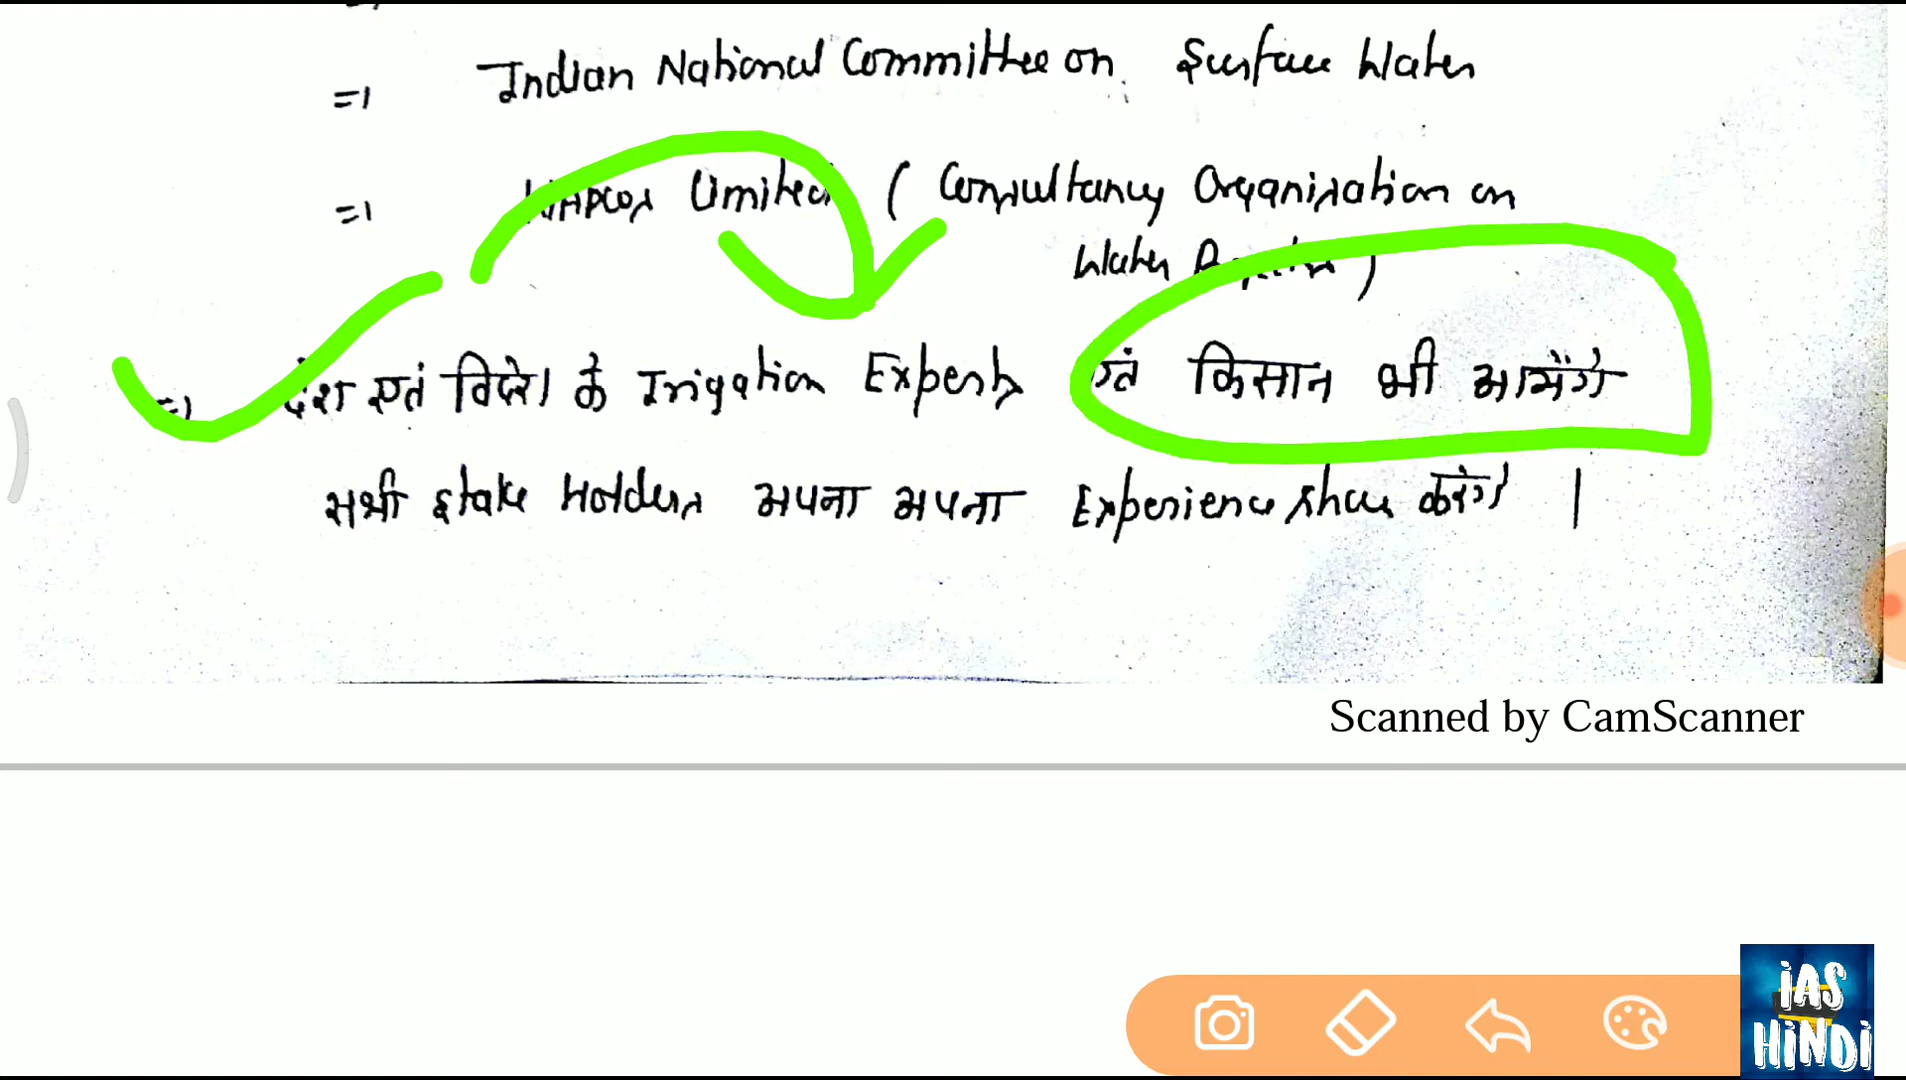 =) Indian National Committee on Surface Water
=) WAPCOS Limited ( Consultancy Organisation on
Water )
=) देश एवं विदेश के Irrigation Experts एवं किसान भी आयेंगे
सभी Stake Holders अपना अपना Experience Share करेंगे |
Scanned by CamScanner
iAS
HiNDi